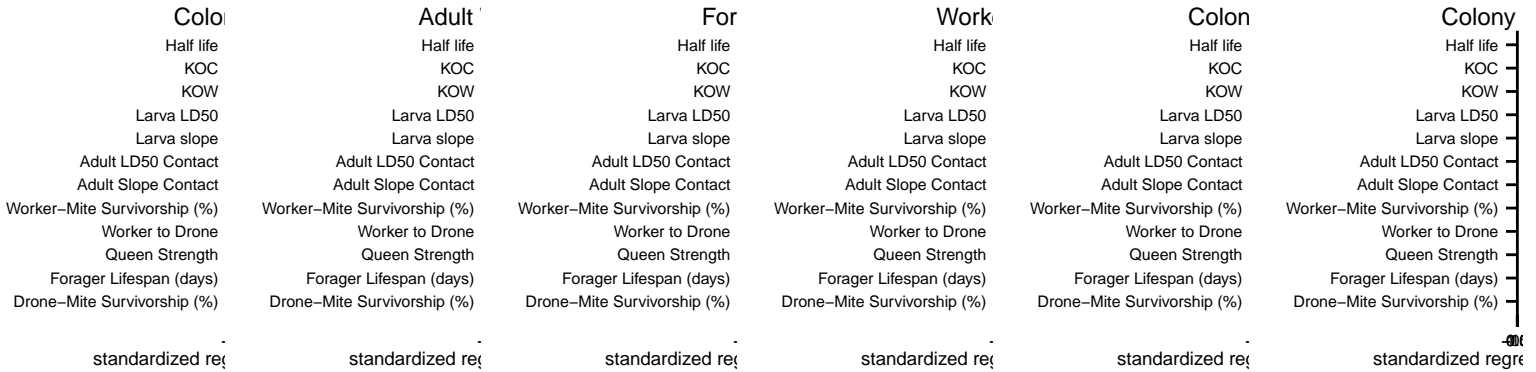 Colo Adult For Work Colon Colony
Half life Half life Half life Half life Half life Half life
KOC KOC KOC KOC KOC KOC
KOW KOW KOW KOW KOW KOW
Larva LD50 Larva LD50 Larva LD50 Larva LD50 Larva LD50 Larva LD50
Larva slope Larva slope Larva slope Larva slope Larva slope Larva slope
Adult LD50 Contact Adult LD50 Contact Adult LD50 Contact Adult LD50 Contact Adult LD50 Contact Adult LD50 Contact
Adult Slope Contact Adult Slope Contact Adult Slope Contact Adult Slope Contact Adult Slope Contact Adult Slope Contact
Worker−Mite Survivorship (%) Worker−Mite Survivorship (%) Worker−Mite Survivorship (%) Worker−Mite Survivorship (%) Worker−Mite Survivorship (%) Worker−Mite Survivorship (%)
Worker to Drone Worker to Drone Worker to Drone Worker to Drone Worker to Drone Worker to Drone
Queen Strength Queen Strength Queen Strength Queen Strength Queen Strength Queen Strength
Forager Lifespan (days) Forager Lifespan (days) Forager Lifespan (days) Forager Lifespan (days) Forager Lifespan (days) Forager Lifespan (days)
Drone−Mite Survivorship (%) Drone−Mite Survivorship (%) Drone−Mite Survivorship (%) Drone−Mite Survivorship (%) Drone−Mite Survivorship (%) Drone−Mite Survivorship (%)
standardized reg standardized reg standardized reg standardized reg standardized reg standardized regre